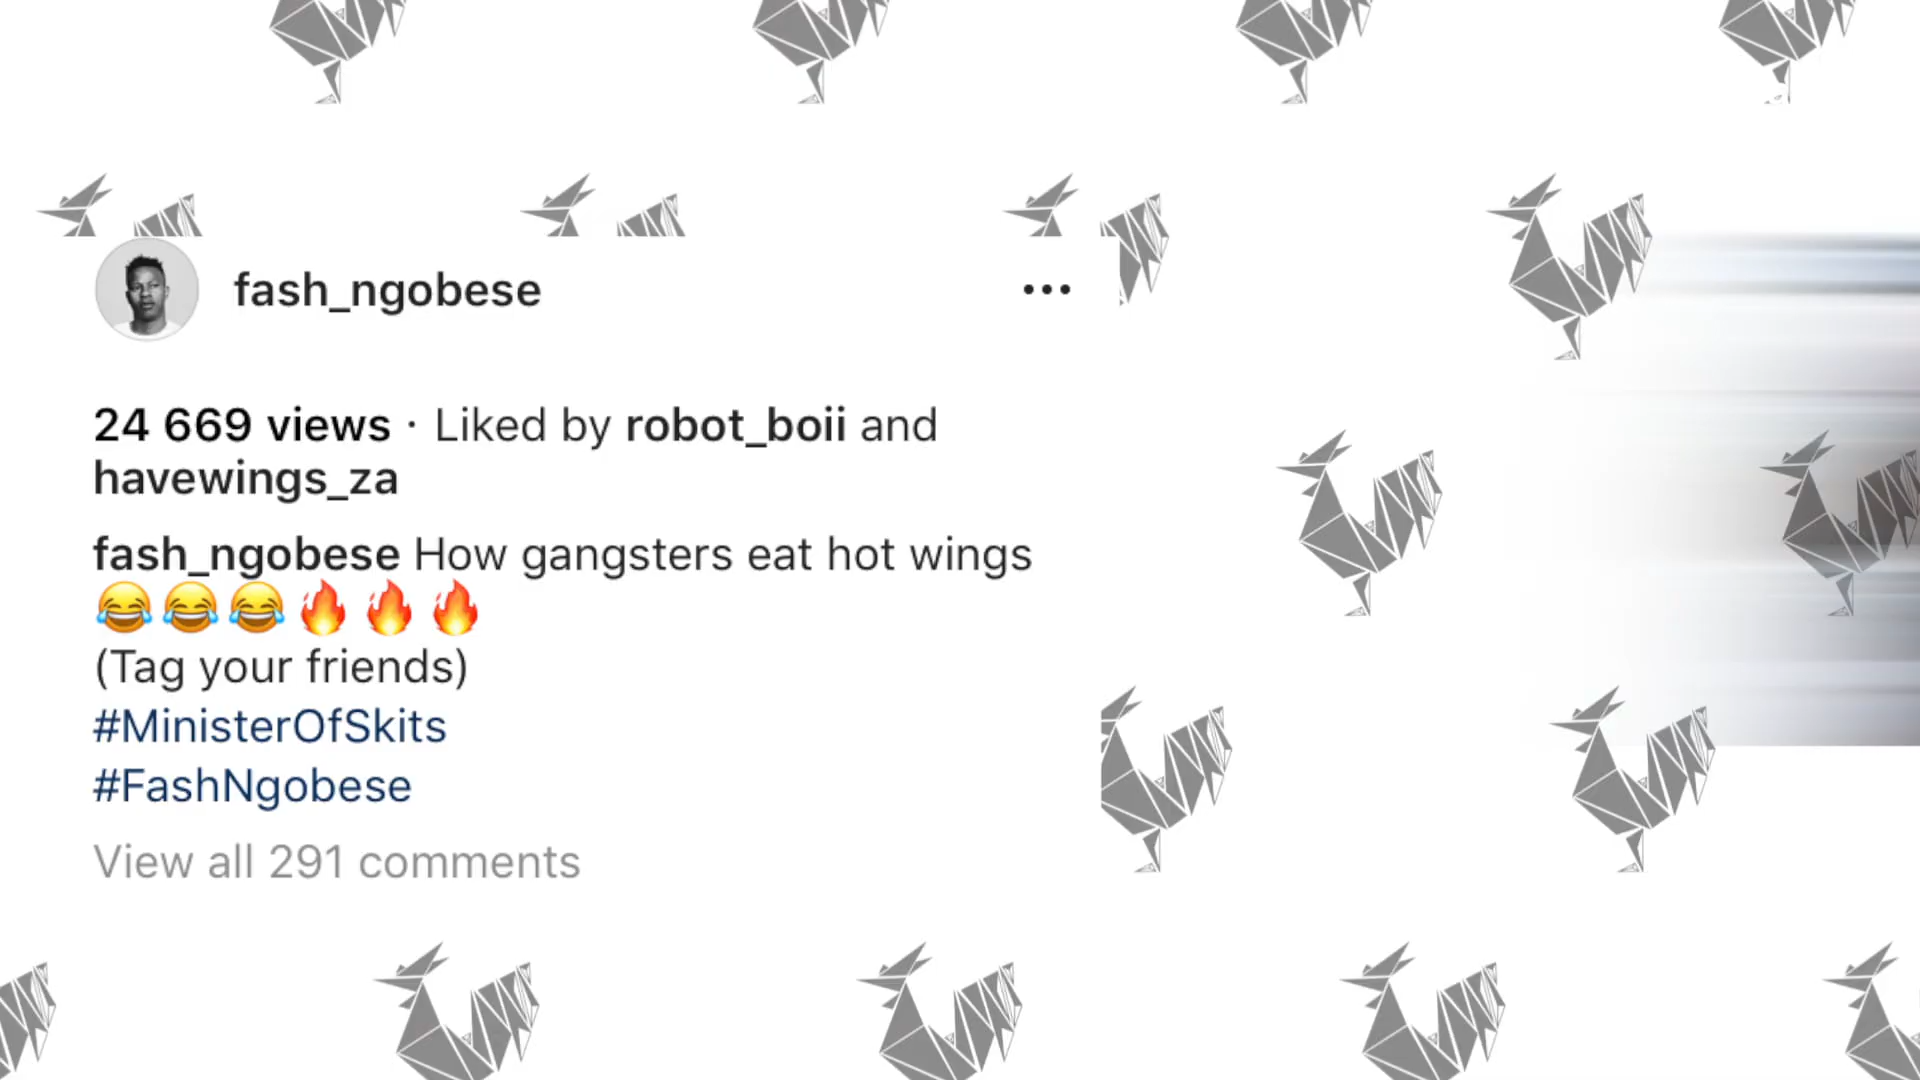 fash_ngobese
24 669 views · Liked by robot_boii and
havewings_za
fash_ngobese How gangsters eat hot wings
😂😂😂🔥🔥🔥
(Tag your friends)
#MinisterOfSkits
#FashNgobese
View all 291 comments